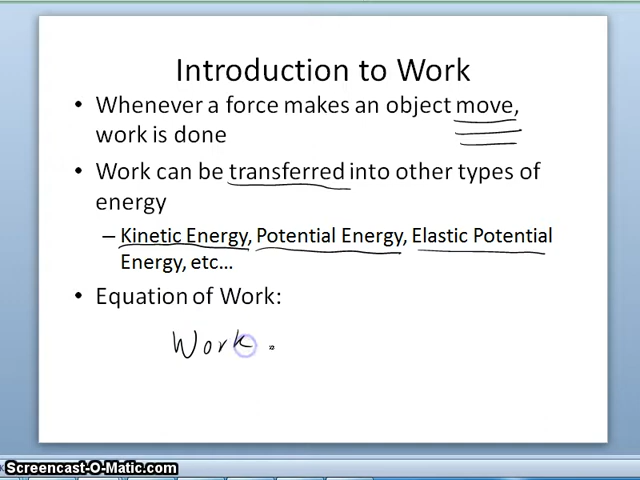 Introduction to Work
• Whenever a force makes an object move,
work is done
• Work can be transferred into other types of
energy
– Kinetic Energy, Potential Energy, Elastic Potential
Energy, etc…
• Equation of Work:
Work
Screencast-O-Matic.com